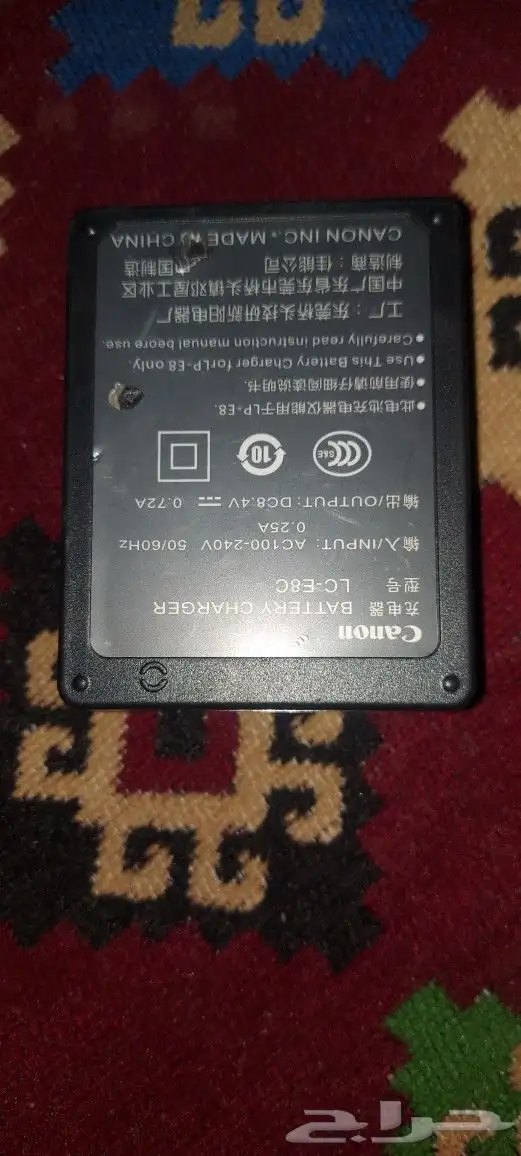 Canon
充电器 BATTERY CHARGER
型号 LC-E8C
输入/INPUT: AC100-240V 50/60Hz
0.25A
输出/OUTPUT: DC8.4V ⎓ 0.72A
S&E
10
●此电池充电器仅能用于LP-E8.
●使用前请仔细阅读说明书.
●Use This Battery Charger forLP-E8 only.
●Carefully read instruction manual beore use.
工厂：东莞桥头技研新阳电器厂
中国广东省东莞市桥头镇邓屋工业区
制造商：佳能公司 中国制造
CANON INC. MADE IN CHINA
حراج